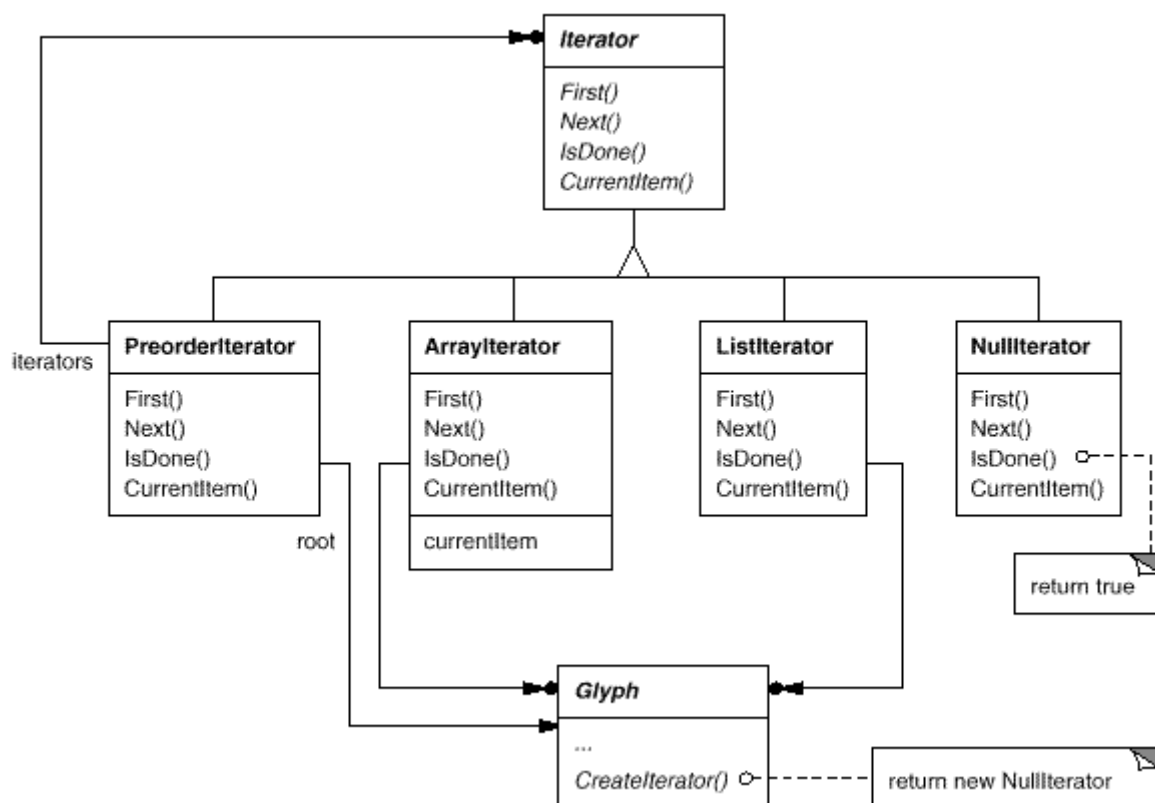 Iterator
First()
Next()
IsDone()
CurrentItem()
iterators
PreorderIterator
First()
Next()
IsDone()
CurrentItem()
root
ArrayIterator
First()
Next()
IsDone()
CurrentItem()
currentItem
ListIterator
First()
Next()
IsDone()
CurrentItem()
NullIterator
First()
Next()
IsDone()
CurrentItem()
return true
Glyph
...
CreateIterator()
return new NullIterator